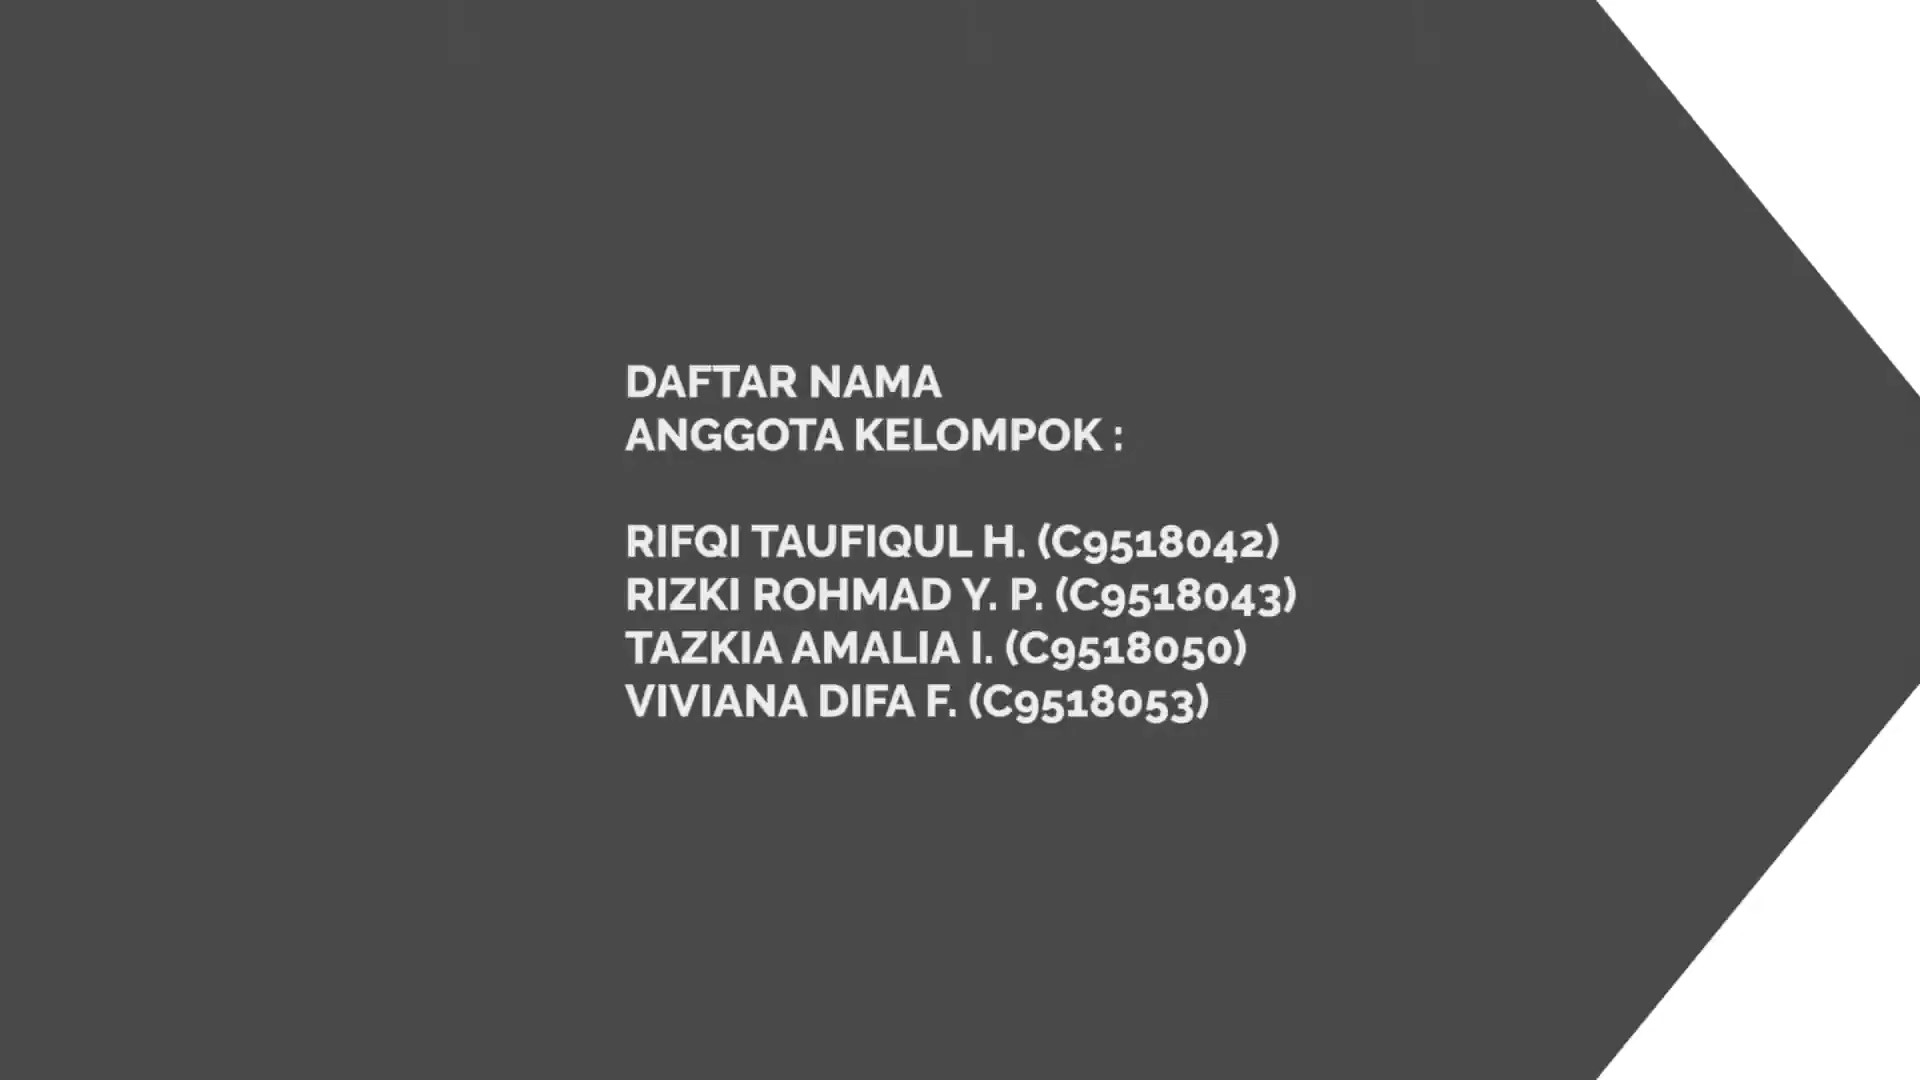 DAFTAR NAMA
ANGGOTA KELOMPOK :
RIFQI TAUFIQUL H. (C9518042)
RIZKI ROHMAD Y. P. (C9518043)
TAZKIA AMALIA I. (C9518050)
VIVIANA DIFA F. (C9518053)